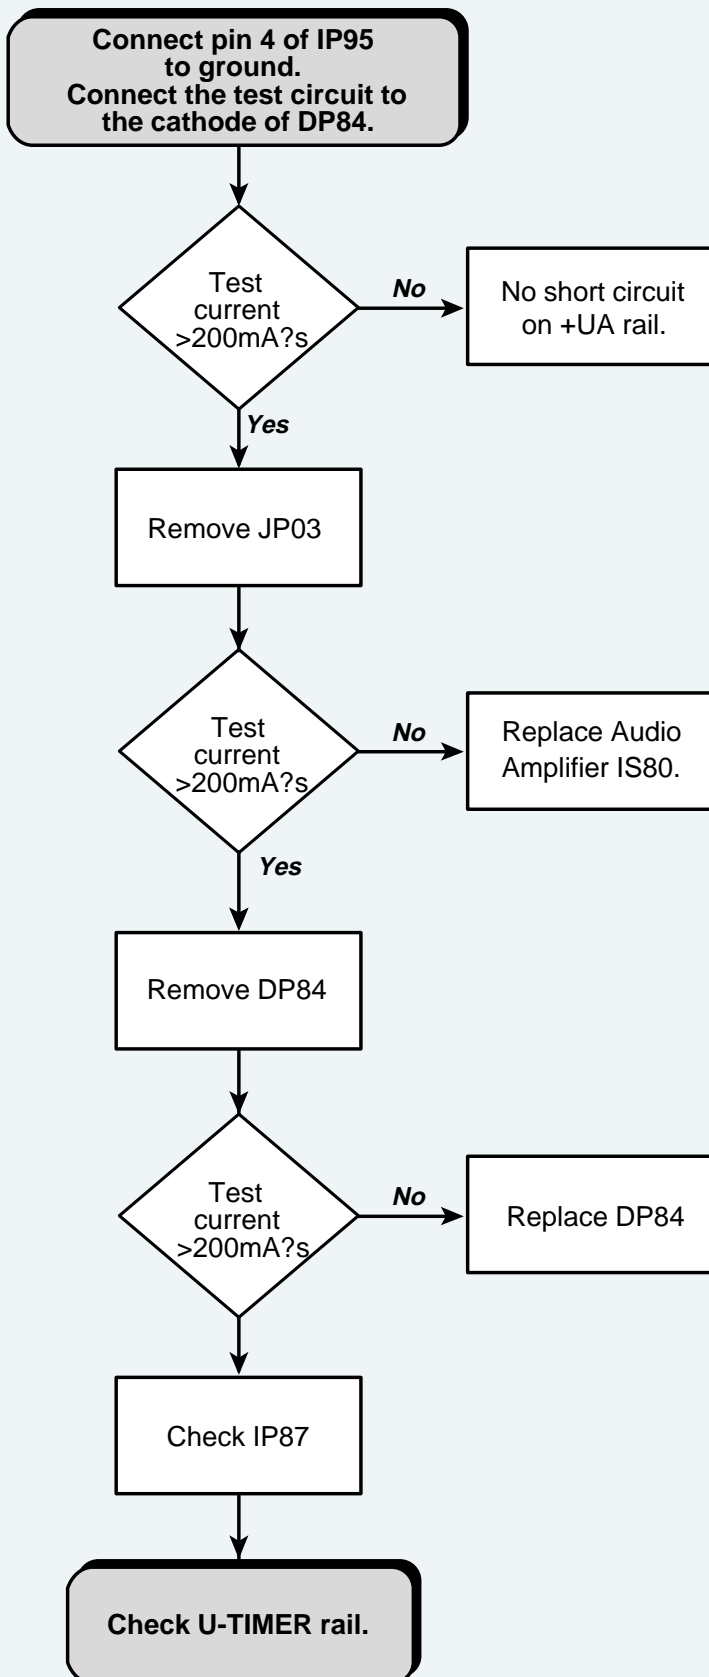 Connect pin 4 of IP95
to ground.
Connect the test circuit to
the cathode of DP84.
Test
current
>200mA?s
No
No short circuit
on +UA rail.
Yes
Remove JP03
Test
current
>200mA?s
No
Replace Audio
Amplifier IS80.
Yes
Remove DP84
Test
current
>200mA?s
No
Replace DP84
Check IP87
Check U-TIMER rail.